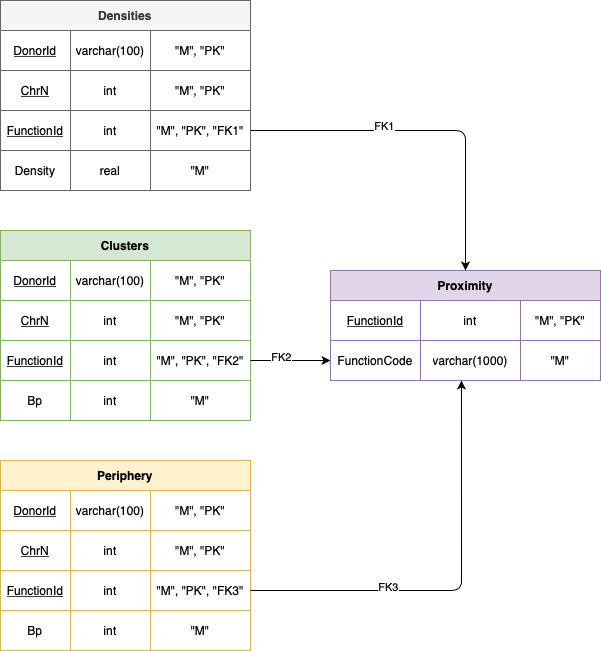 Densities
DonorId varchar(100) "M", "PK"
ChrN int "M", "PK"
FunctionId int "M", "PK", "FK1"
FK1
Density real "M"
Clusters
DonorId varchar(100) "M", "PK"
ChrN int "M", "PK"
FunctionId int "M", "PK", "FK2"
FK2
Bp int "M"
Proximity
FunctionId int "M", "PK"
FunctionCode varchar(1000) "M"
Periphery
DonorId varchar(100) "M", "PK"
ChrN int "M", "PK"
FunctionId int "M", "PK", "FK3"
FK3
Bp int "M"